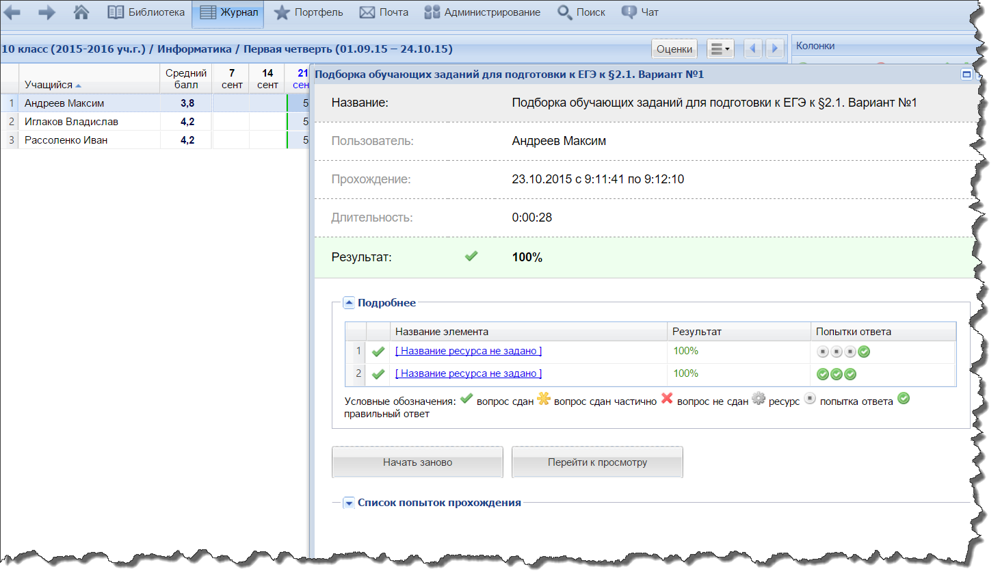 Библиотека Журнал Портфель Почта Администрирование Поиск Чат
10 класс (2015-2016 уч.г.) / Информатика / Первая четверть (01.09.15 – 24.10.15) Оценки Колонки
Учащийся Средний балл 7 сент 14 сент 21 сен
1 Андреев Максим 3,8 5
2 Иглаков Владислав 4,2 5
3 Рассоленко Иван 4,2 5
Подборка обучающих заданий для подготовки к ЕГЭ к §2.1. Вариант №1
Название: Подборка обучающих заданий для подготовки к ЕГЭ к §2.1. Вариант №1
Пользователь: Андреев Максим
Прохождение: 23.10.2015 с 9:11:41 по 9:12:10
Длительность: 0:00:28
Результат: 100%
Подробнее
Название элемента Результат Попытки ответа
1 [ Название ресурса не задано ] 100%
2 [ Название ресурса не задано ] 100%
Условные обозначения: вопрос сдан вопрос сдан частично вопрос не сдан ресурс попытка ответа
правильный ответ
Начать заново Перейти к просмотру
Список попыток прохождения